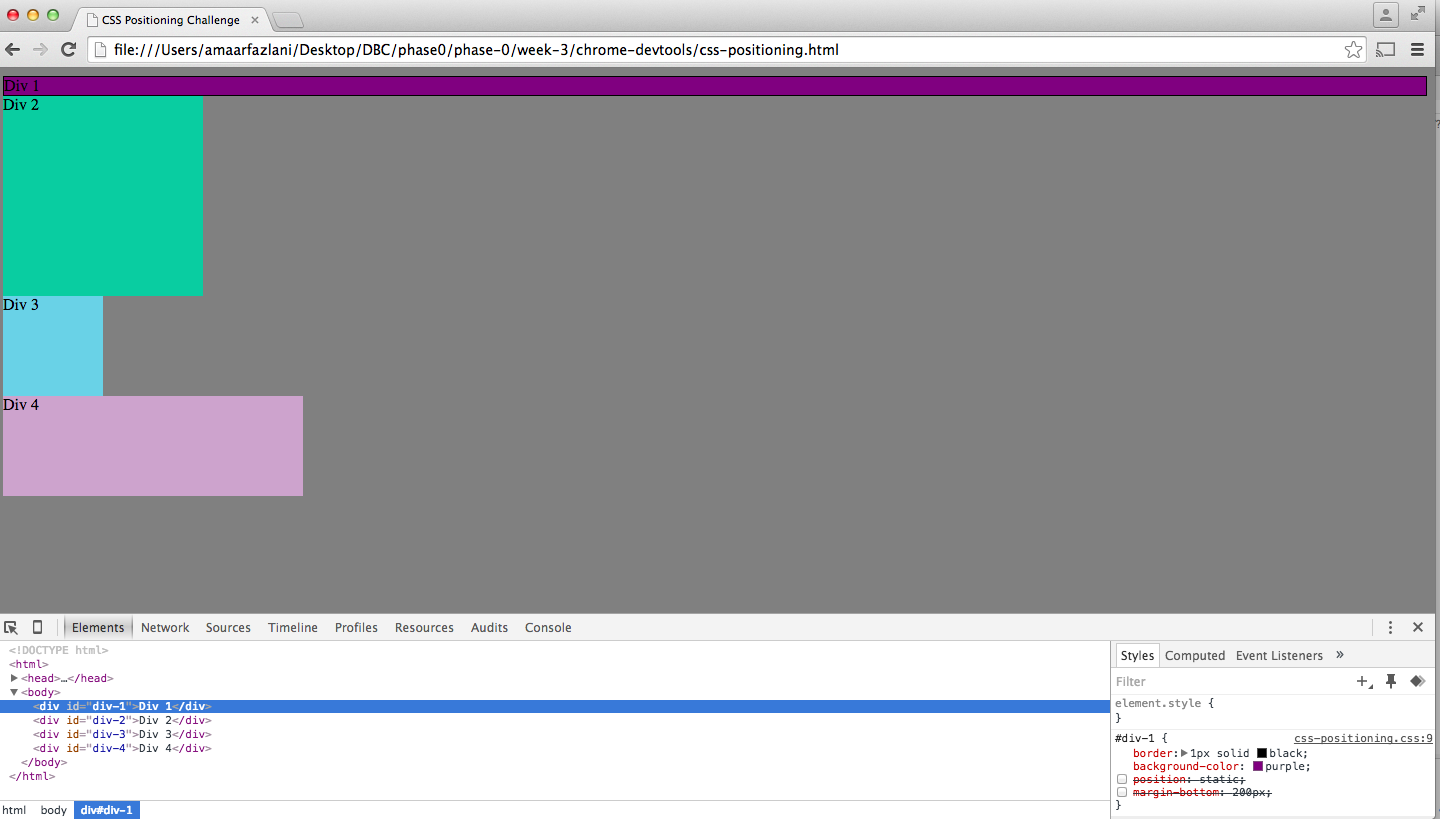 CSS Positioning Challenge
file:///Users/amaarfazlani/Desktop/DBC/phase0/phase-0/week-3/chrome-devtools/css-positioning.html
Div 1
Div 2
Div 3
Div 4
Elements Network Sources Timeline Profiles Resources Audits Console
<!DOCTYPE html>
<html>
<head>…</head>
<body>
<div id="div-1">Div 1</div>
<div id="div-2">Div 2</div>
<div id="div-3">Div 3</div>
<div id="div-4">Div 4</div>
</body>
</html>
html body div#div-1
Styles Computed Event Listeners »
Filter
element.style {
}
#div-1 { css-positioning.css:9
border: 1px solid black;
background-color: purple;
position: static;
margin-bottom: 200px;
}
?